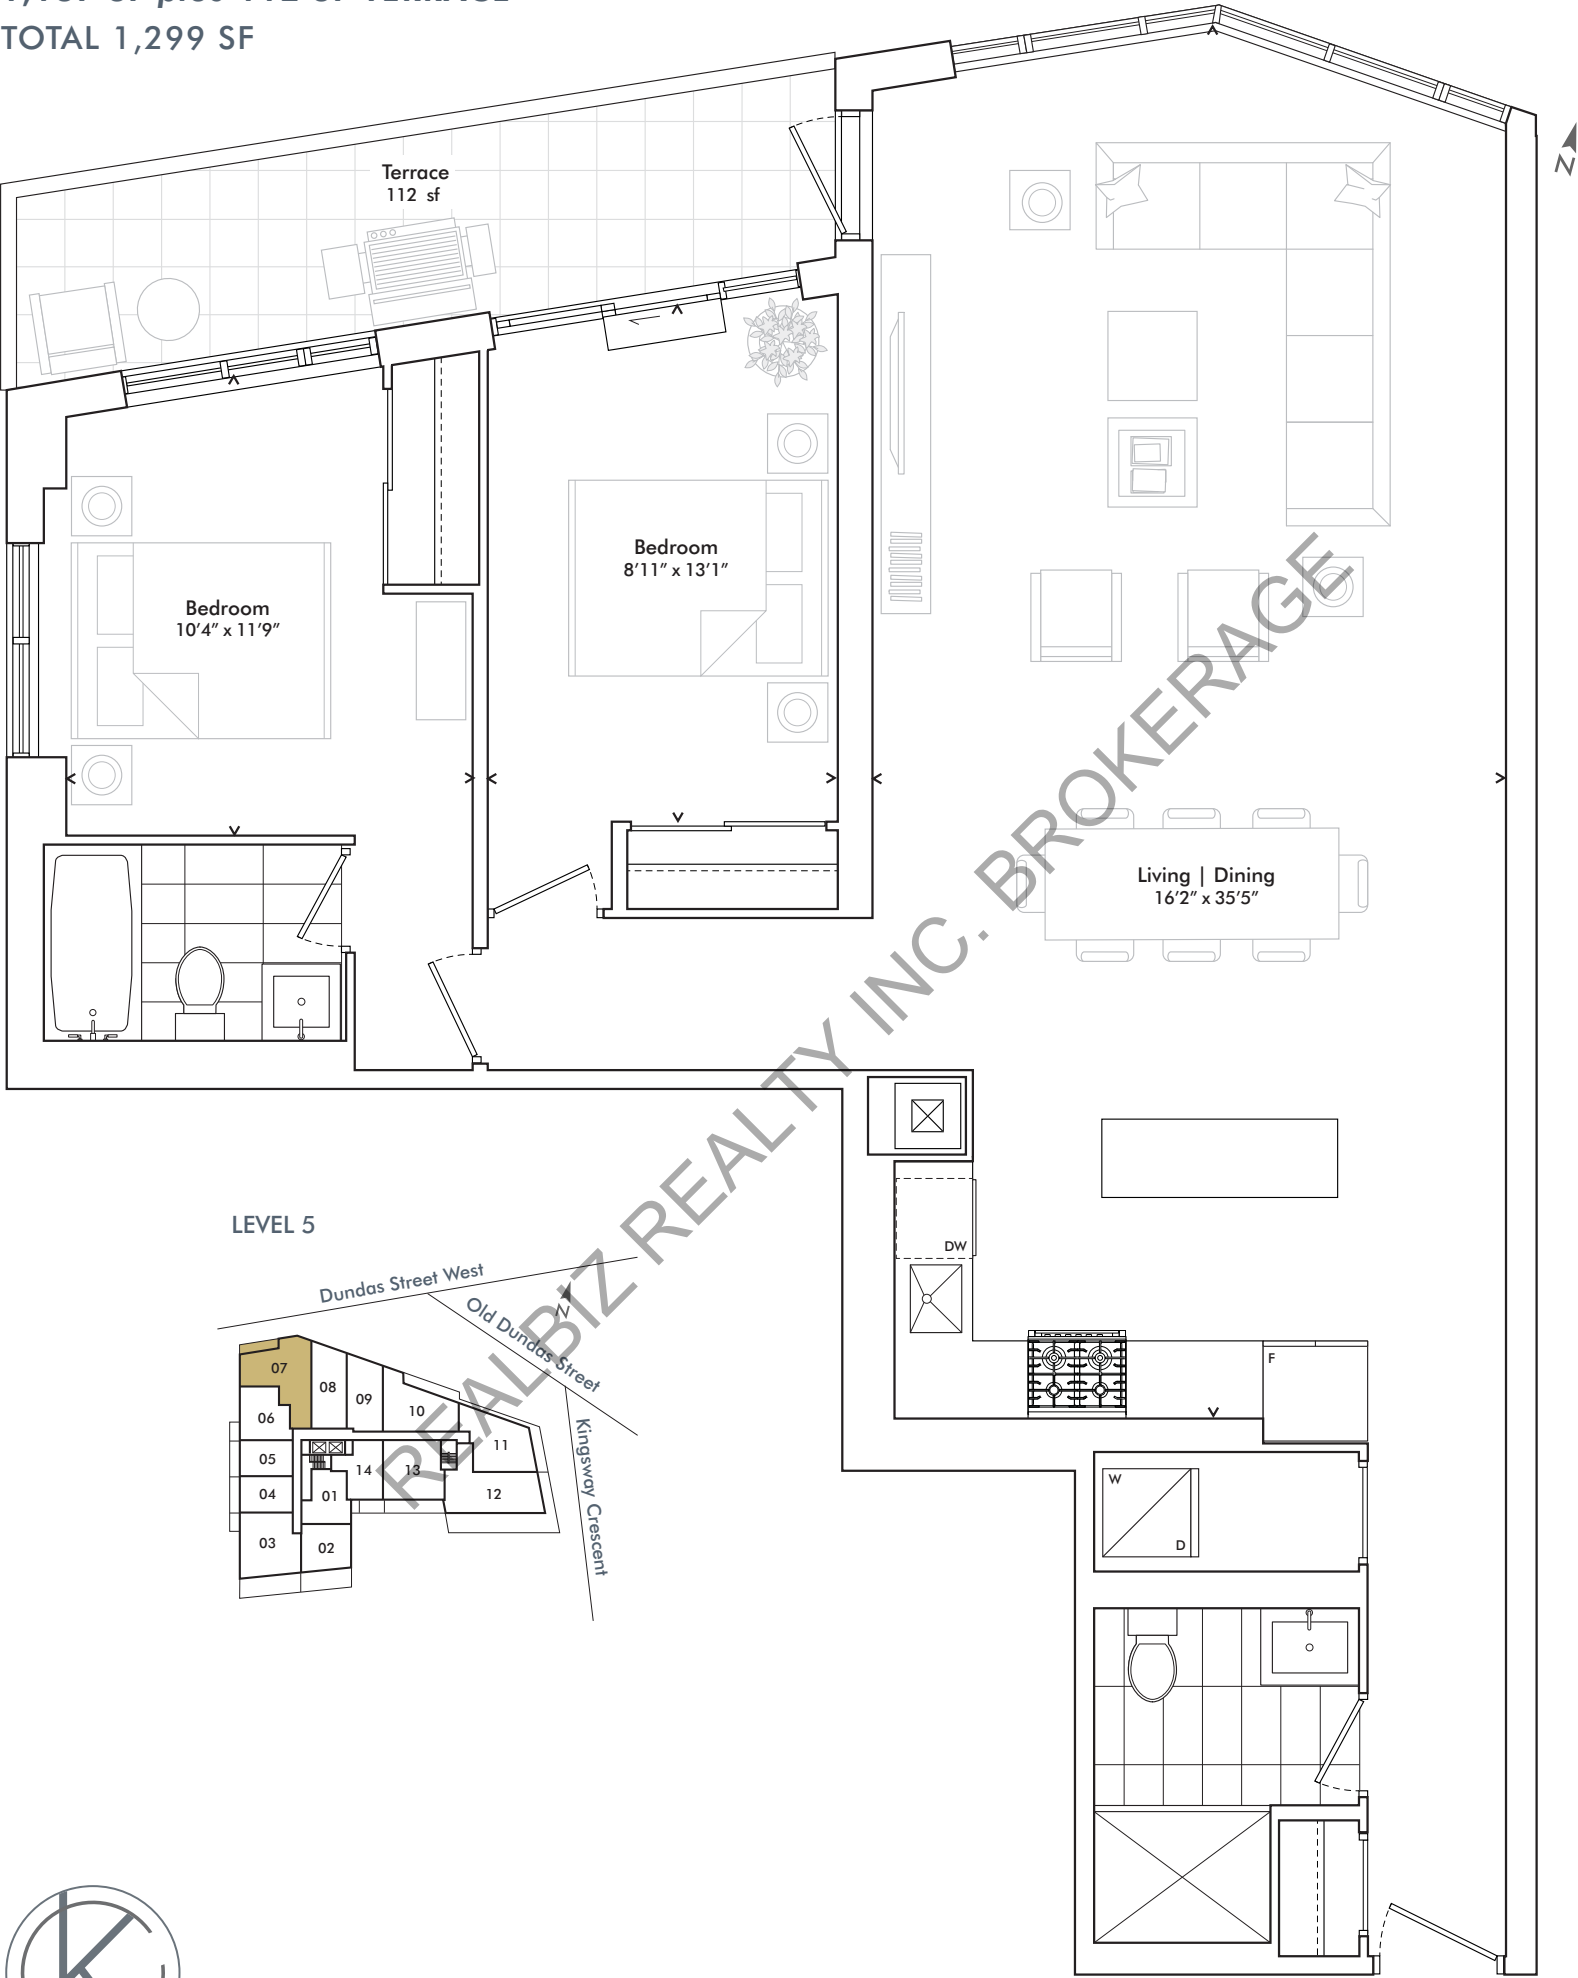 TOTAL 1,299 SF
Terrace
112 sf
N
Bedroom
8'11" x 13'1"
Bedroom
10'4" x 11'9"
Living | Dining
16'2" x 35'5"
REALBIZ REALTY INC. BROKERAGE
DW
F
W
D
LEVEL 5
Dundas Street West
Old Dundas Street
Kingsway Crescent
N
07
08
09
10
11
06
05
04
03
14
13
01
02
12